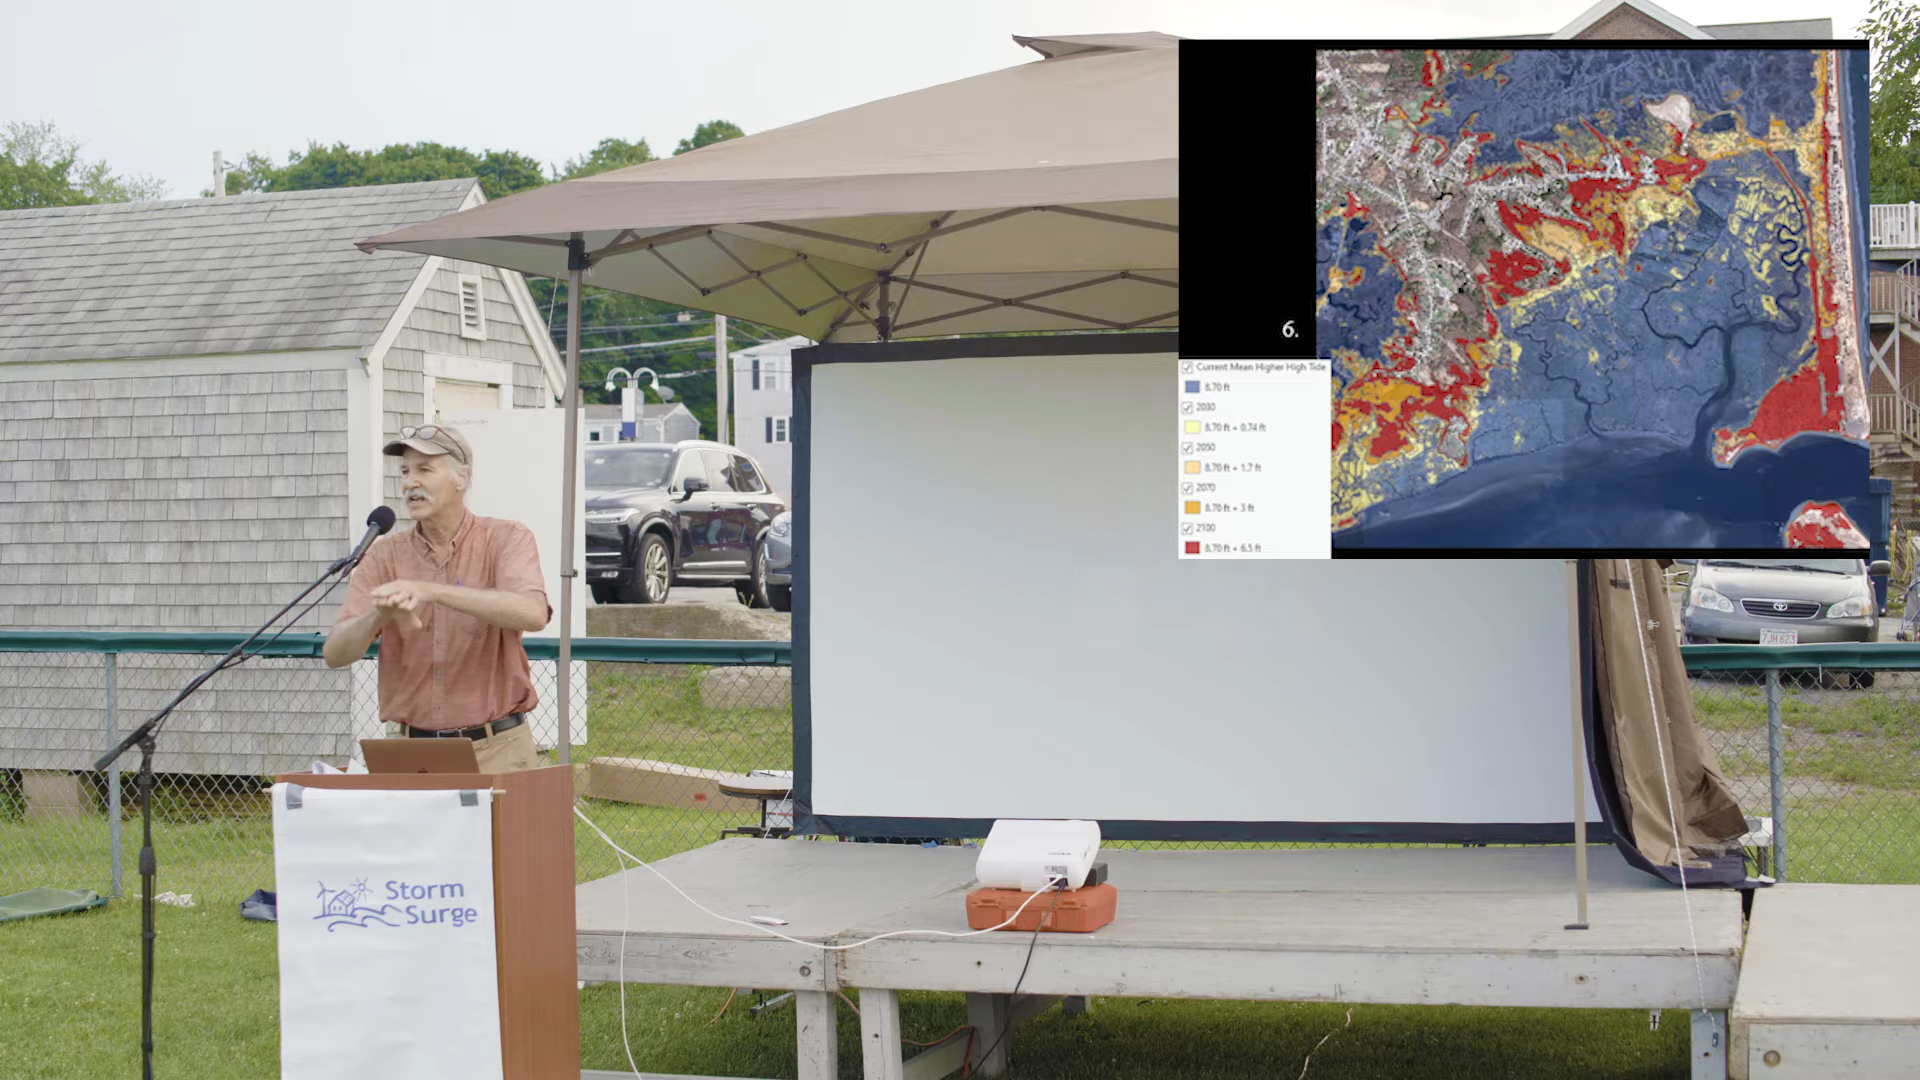 6.
Current Mean Higher High Tide
8.70 ft
2030
8.70 ft + 0.74 ft
2050
8.70 ft + 1.7 ft
2070
8.70 ft + 3 ft
2100
8.70 ft + 6.5 ft
Storm
Surge
7JH 623